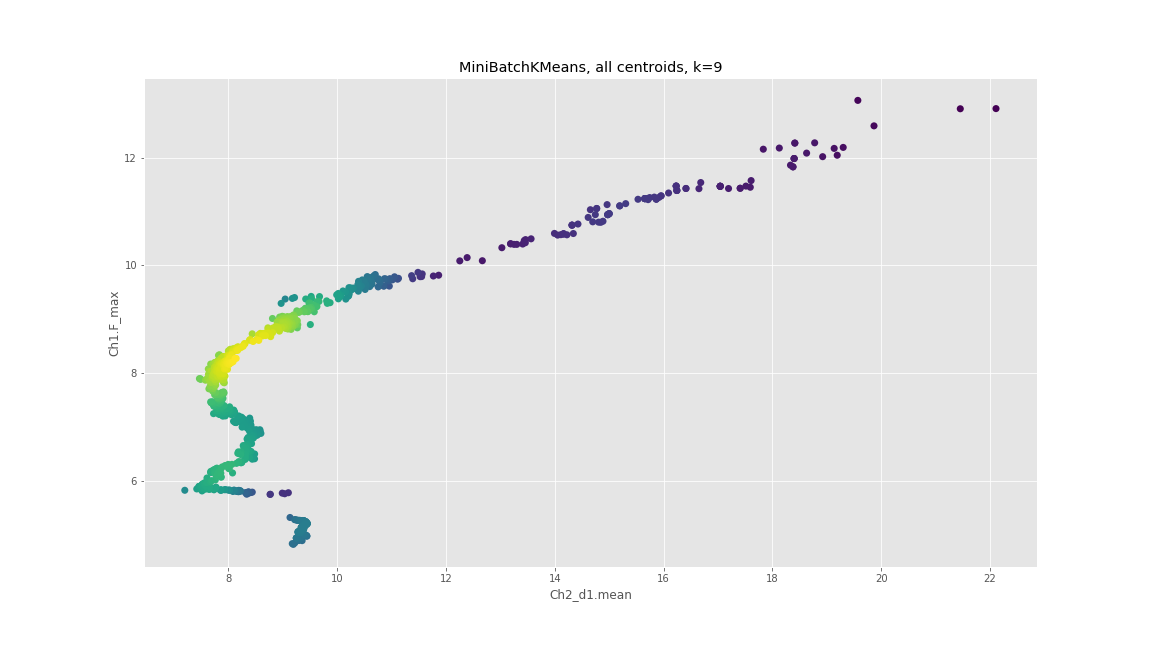 MiniBatchKMeans, all centroids, k=9
Ch1.F_max
12
10
8
6
8 10 12 14 16 18 20 22
Ch2_d1.mean